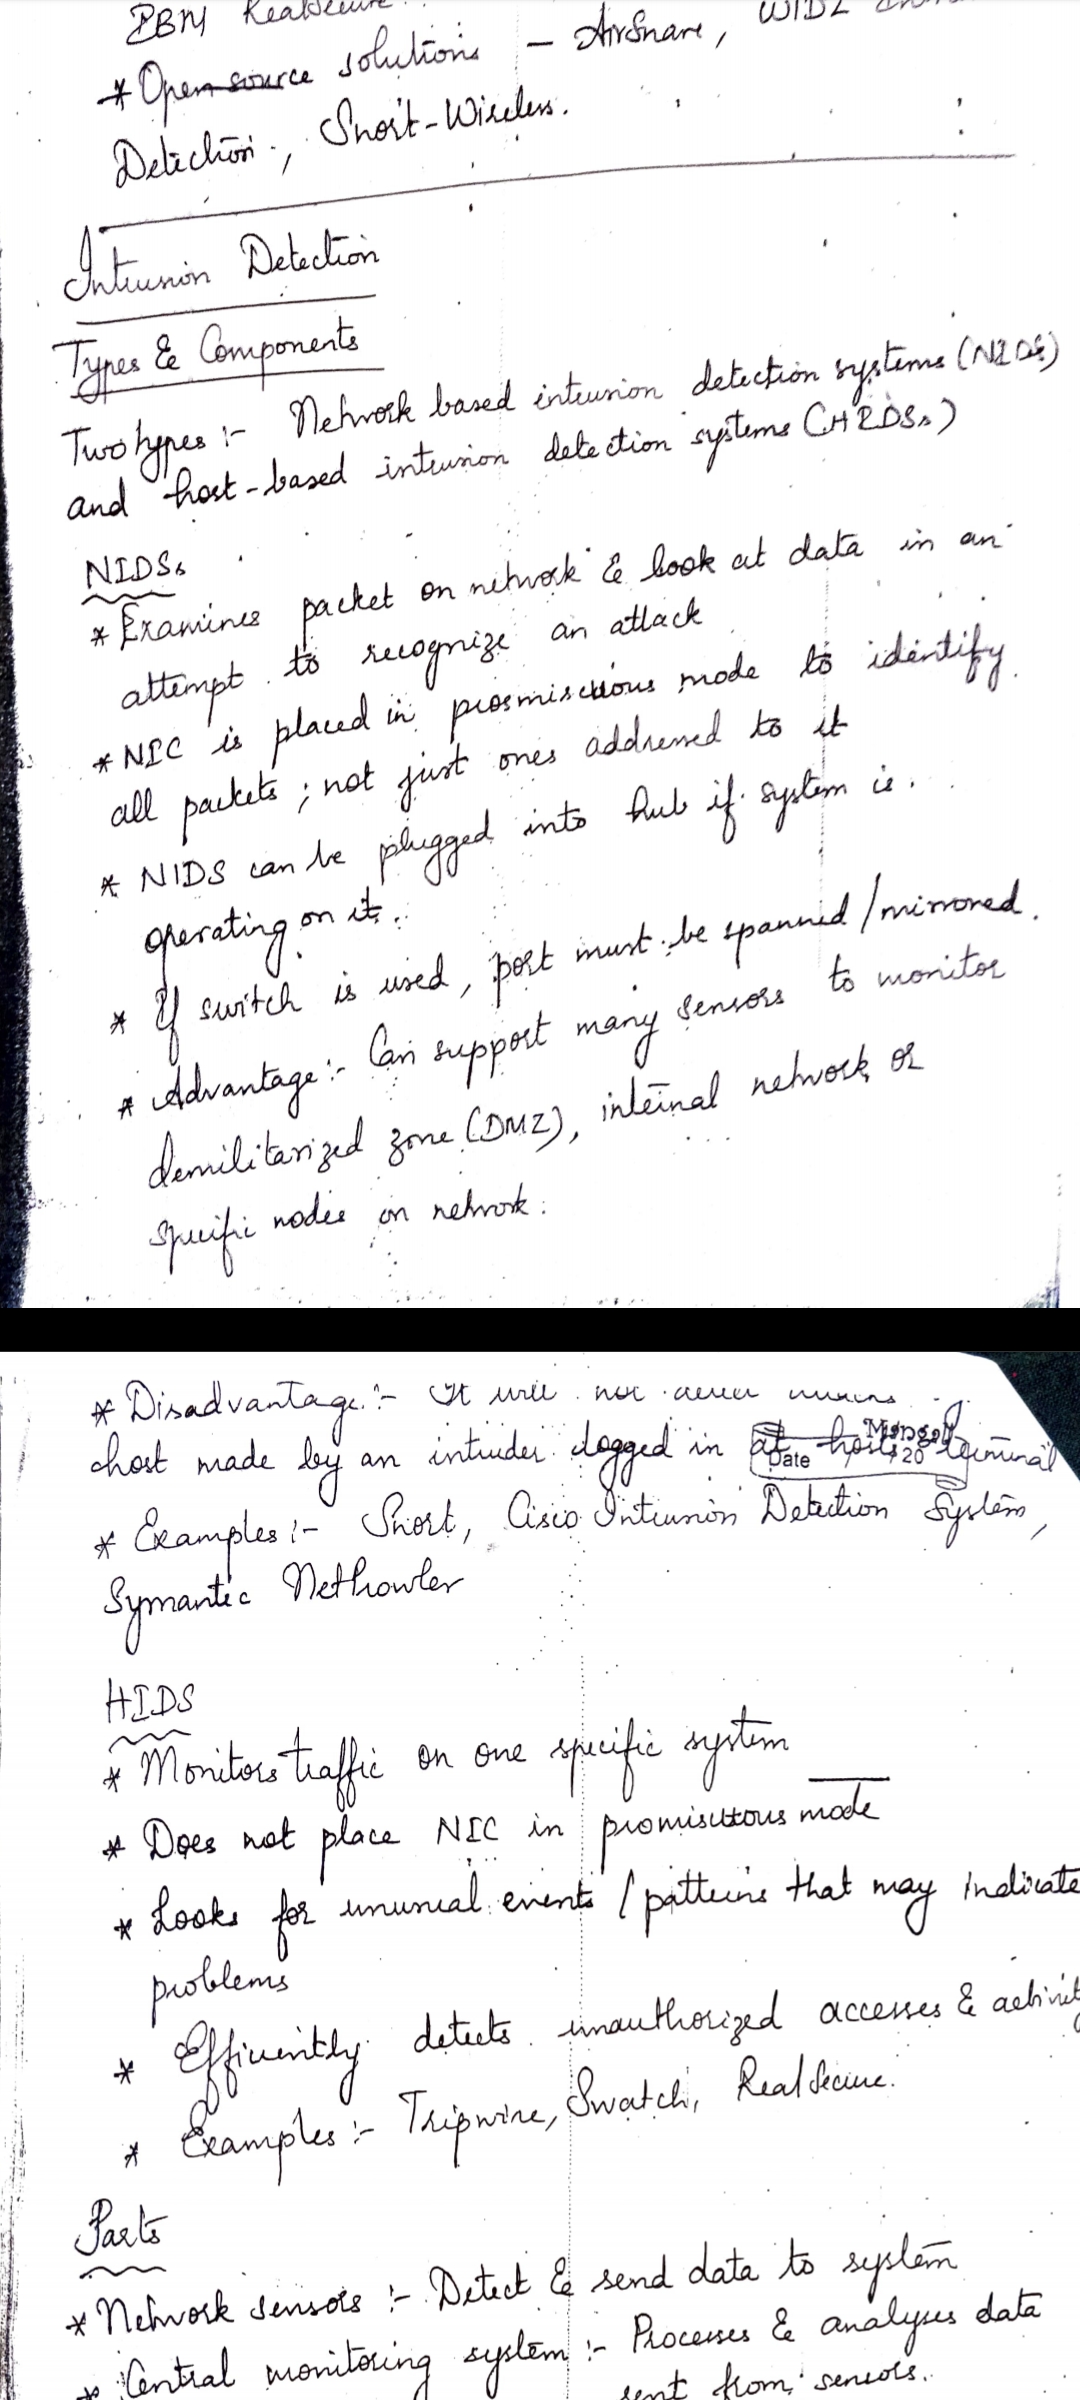 IBM RealSecure
* Open source solutions - AirSnare, WIDZ
Detection, Snort-Wireless.
Intrusion Detection
Types & Components
Two types :- Network based intrusion detection systems (NIDSs)
and host-based intrusion detection systems (HIDSs)
NIDSs
* Examines packet on network & look at data in an
attempt to recognize an attack
* NIC is placed in prosmiscuous mode to identify
all packets ; not just ones addressed to it
* NIDS can be plugged into hub if system is
operating on it.
* If switch is used, port must be spanned / mirrored.
* Advantage :- Can support many sensors to monitor
demilitarized zone (DMZ), internal network or
specific nodes on network.
* Disadvantage :- It will not
host made by an intruder logged in at host's terminal
Date 20
* Examples :- Snort, Cisco Intrusion Detection System,
Symantec NetProwler
HIDS
* Monitors traffic on one specific system
* Does not place NIC in promiscuous mode
* Looks for unusual events / patterns that may indicate
problems
* Efficiently detects unauthorized accesses &
* Examples :- Tripwire, Swatch, RealSecure.
Parts
* Network sensors :- Detect & send data to system
* Central monitoring system :- Processes & analyses data
sent from sensors.